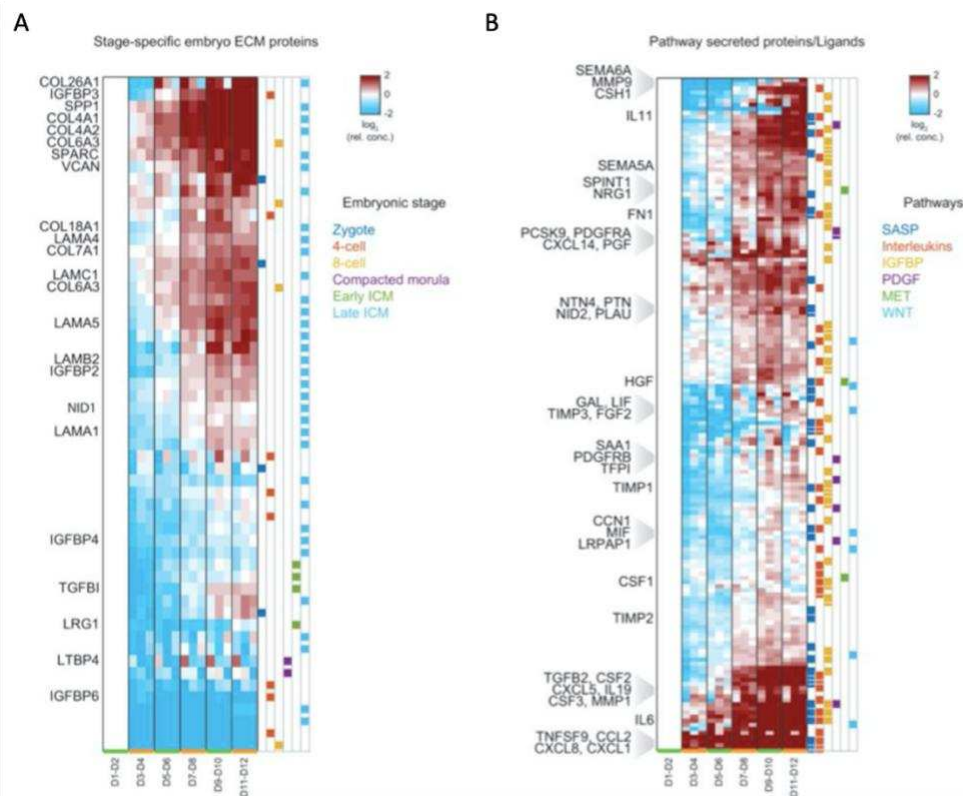 A
Stage-specific embryo ECM proteins
COL26A1
IGFBP3
SPP1
COL4A1
COL4A2
COL6A3
SPARC
VCAN
COL18A1
LAMA4
COL7A1
LAMC1
COL6A3
LAMA5
LAMB2
IGFBP2
NID1
LAMA1
IGFBP4
TGFBI
LRG1
LTBP4
IGFBP6
2
0
-2
log2
(rel. conc.)
Embryonic stage
Zygote
4-cell
8-cell
Compacted morula
Early ICM
Late ICM
D1-D2
D3-D4
D5-D6
D7-D8
D9-D10
D11-D12
B
Pathway secreted proteins/Ligands
SEMA6A
MMP9
CSH1
IL11
SEMA5A
SPINT1
NRG1
FN1
PCSK9, PDGFRA
CXCL14, PGF
NTN4, PTN
NID2, PLAU
HGF
GAL, LIF
TIMP3, FGF2
SAA1
PDGFRB
TFPI
TIMP1
CCN1
MIF
LRPAP1
CSF1
TIMP2
TGFB2, CSF2
CXCL5, IL19
CSF3, MMP1
IL6
TNFSF9, CCL2
CXCL8, CXCL1
2
0
-2
log2
(rel. conc.)
Pathways
SASP
Interleukins
IGFBP
PDGF
MET
WNT
D1-D2
D3-D4
D5-D6
D7-D8
D9-D10
D11-D12